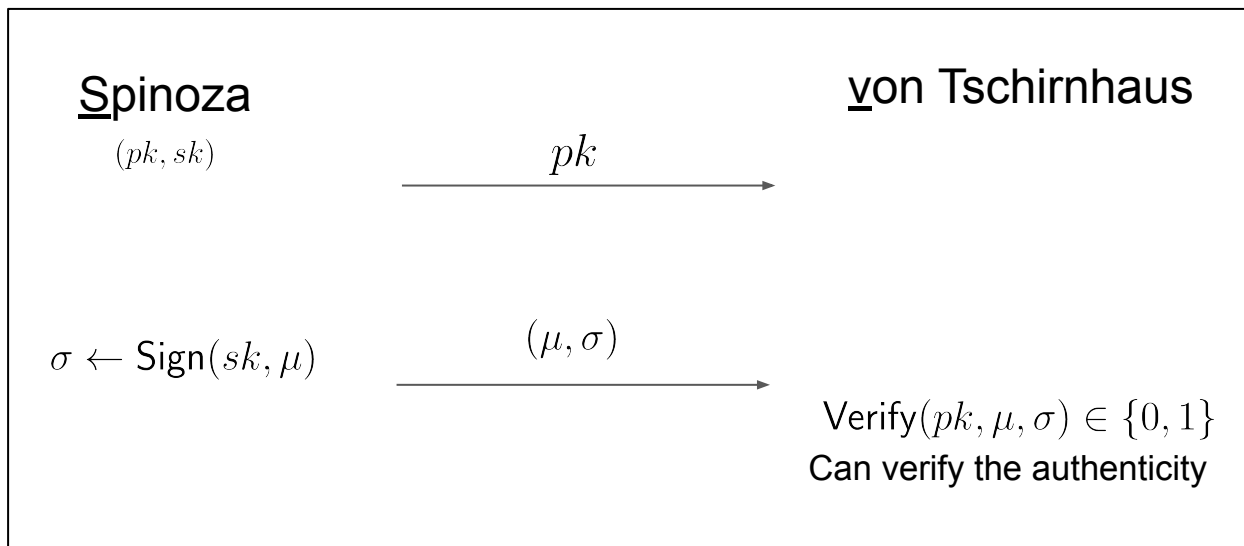 Spinoza
von Tschirnhaus
(pk, sk)
pk
σ ← Sign(sk, μ)
(μ, σ)
Verify(pk, μ, σ) ∈ {0, 1}
Can verify the authenticity